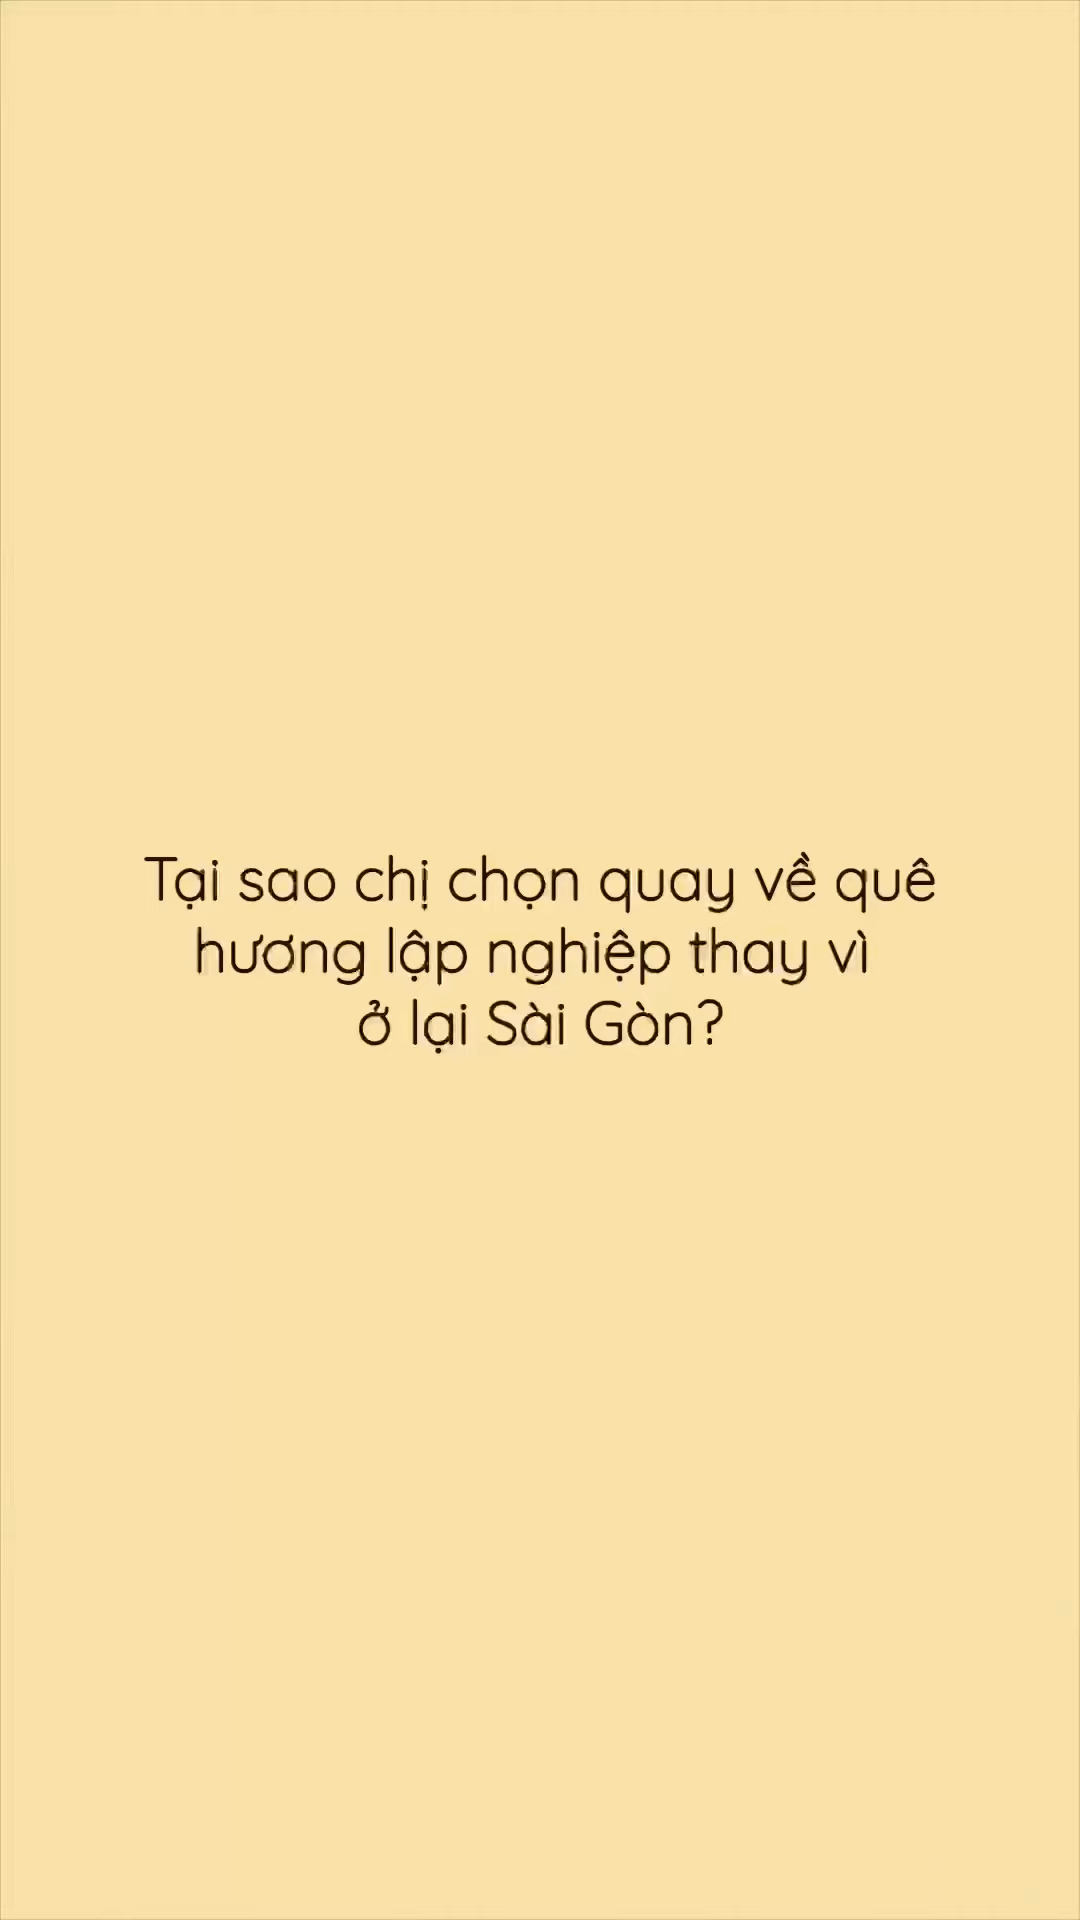 Tại sao chị chọn quay về quê
hương lập nghiệp thay vì
ở lại Sài Gòn?